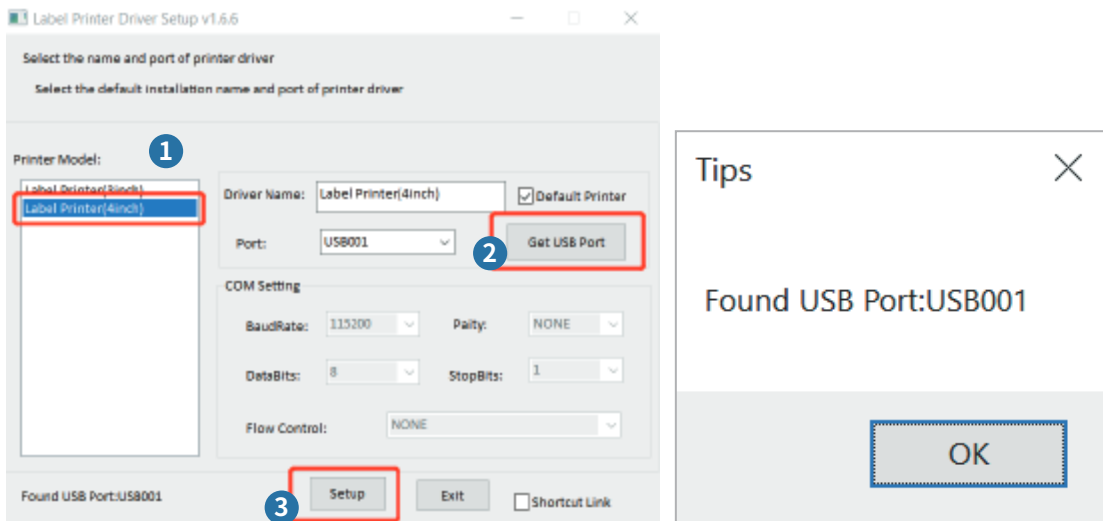 Label Printer Driver Setup v1.6.6
Select the name and port of printer driver
Select the default installation name and port of printer driver
1
Printer Model:
Label Printer(3inch)
Label Printer(4inch)
Driver Name: Label Printer(4inch) Default Printer
Port: USB001 2 Get USB Port
COM Setting
BaudRate: 115200 Paity: NONE
DataBits: 8 StopBits: 1
Flow Control: NONE
Found USB Port:USB001 3 Setup Exit Shortcut Link
Tips
Found USB Port:USB001
OK